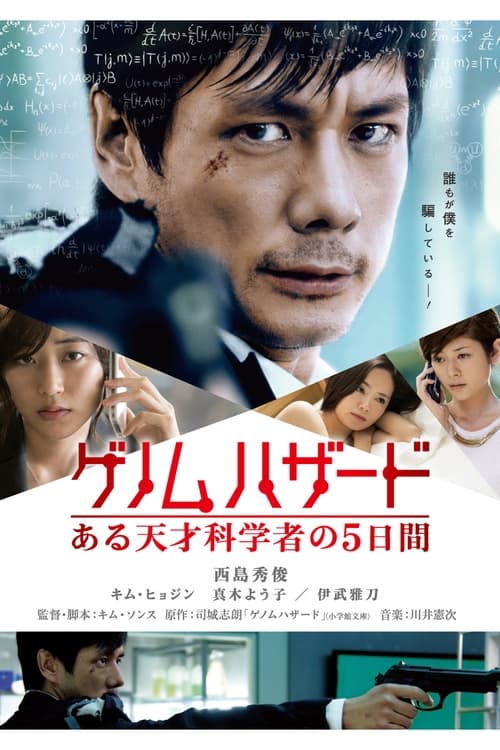 誰もが僕を
騙している―！
ゲノムハザード
ある天才科学者の5日間
西島秀俊
キム・ヒョジン 真木よう子 ／ 伊武雅刀
監督・脚本：キム・ソンス 原作：司城志朗「ゲノムハザード」(小学館文庫) 音楽：川井憲次